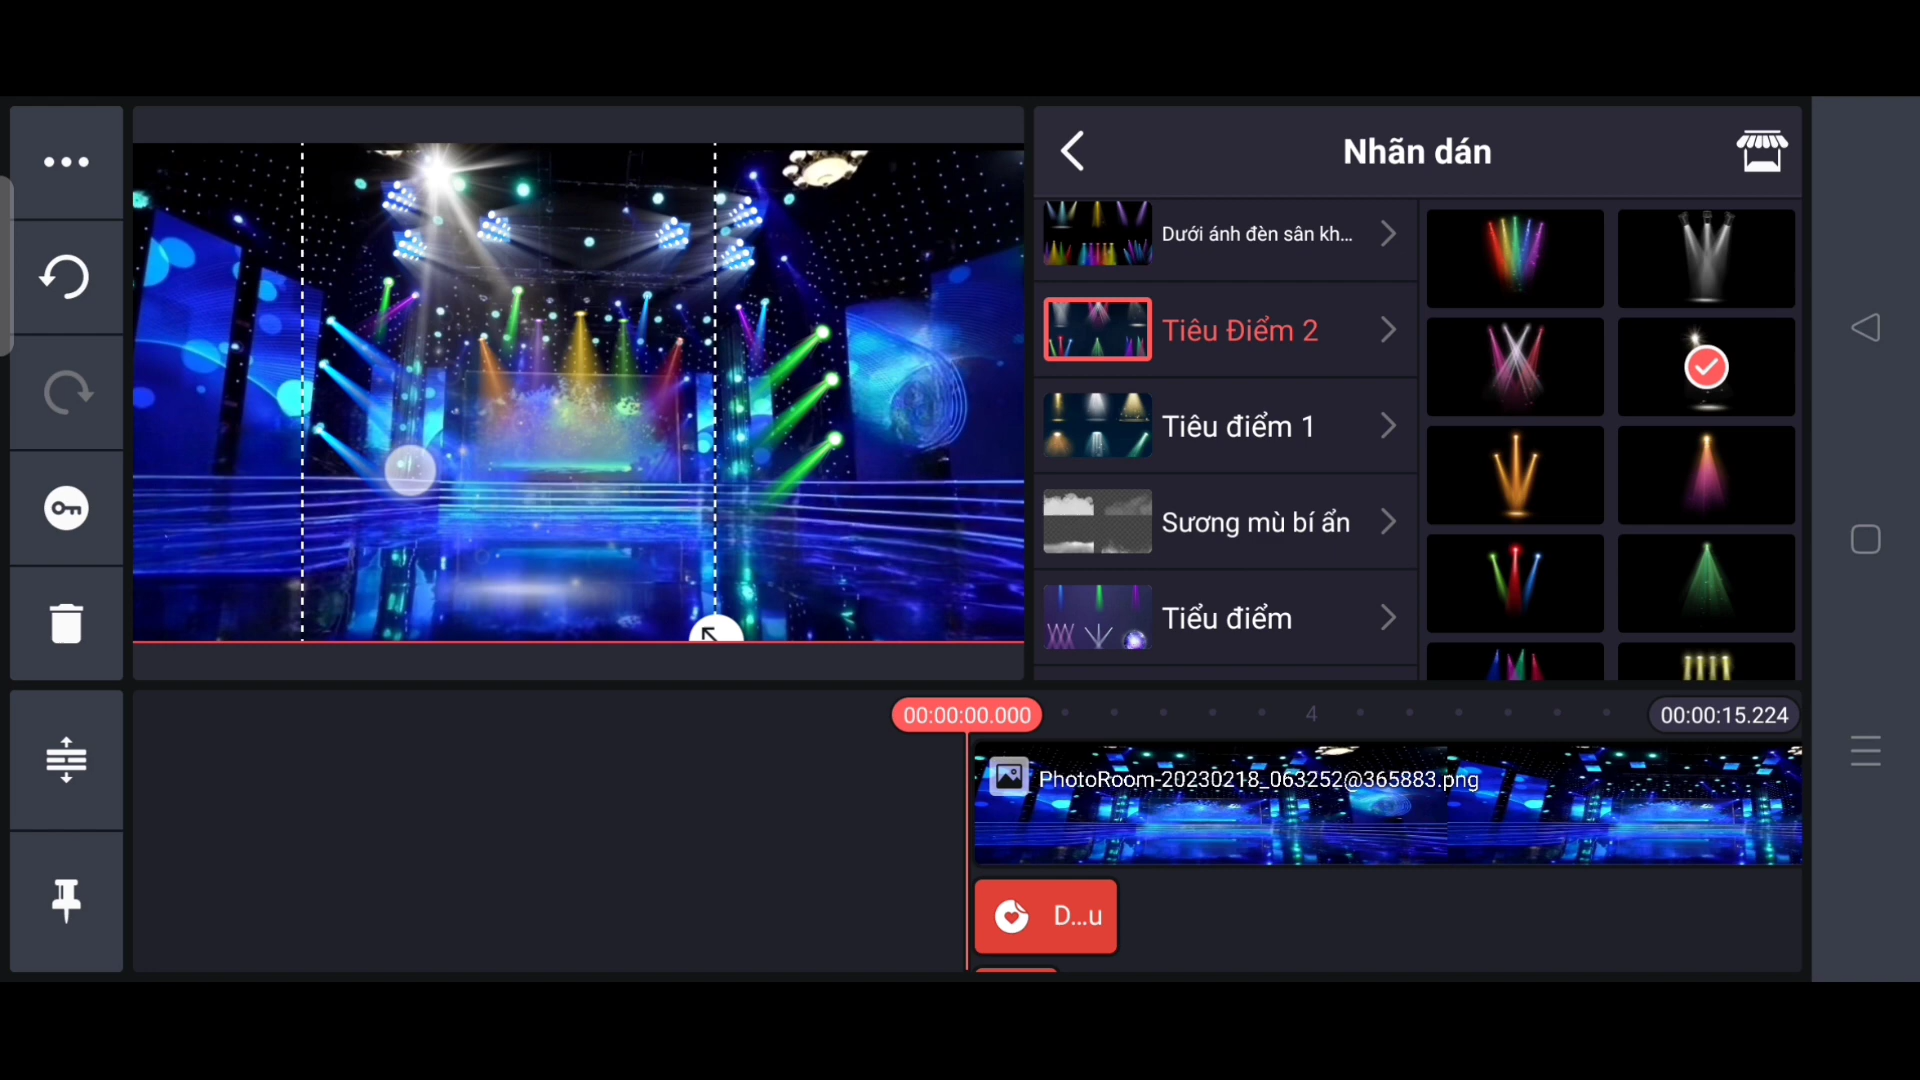 Nhãn dán
Dưới ánh đèn sân kh...
Tiêu Điểm 2
Tiêu điểm 1
Sương mù bí ẩn
Tiểu điểm
00:00:00.000
4
00:00:15.224
PhotoRoom-20230218_063252@365883.png
D...u